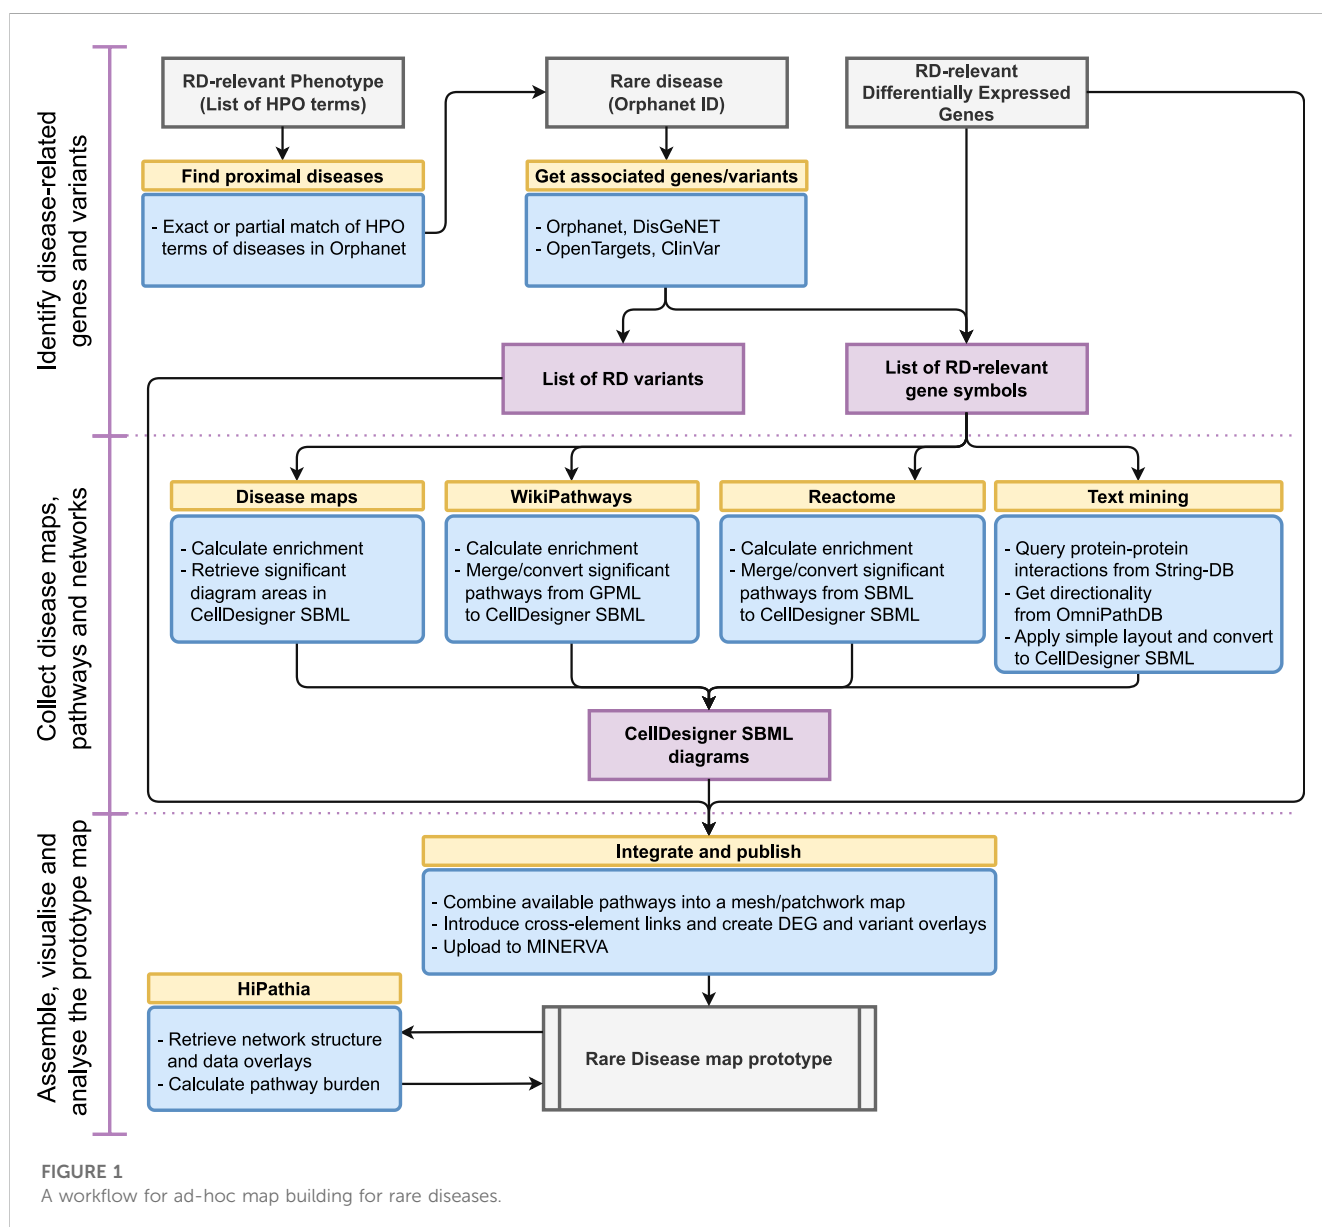 Identify disease-related
genes and variants
RD-relevant Phenotype
(List of HPO terms)
Rare disease
(Orphanet ID)
RD-relevant
Differentially Expressed
Genes
Find proximal diseases
- Exact or partial match of HPO
terms of diseases in Orphanet
Get associated genes/variants
- Orphanet, DisGeNET
- OpenTargets, ClinVar
List of RD variants
List of RD-relevant
gene symbols
Collect disease maps,
pathways and networks
Disease maps
- Calculate enrichment
- Retrieve significant
diagram areas in
CellDesigner SBML
WikiPathways
- Calculate enrichment
- Merge/convert significant
pathways from GPML
to CellDesigner SBML
Reactome
- Calculate enrichment
- Merge/convert significant
pathways from SBML
to CellDesigner SBML
Text mining
- Query protein-protein
interactions from String-DB
- Get directionality
from OmniPathDB
- Apply simple layout and convert
to CellDesigner SBML
CellDesigner SBML
diagrams
Assemble, visualise and
analyse the prototype map
Integrate and publish
- Combine available pathways into a mesh/patchwork map
- Introduce cross-element links and create DEG and variant overlays
- Upload to MINERVA
HiPathia
- Retrieve network structure
and data overlays
- Calculate pathway burden
Rare Disease map prototype
FIGURE 1
A workflow for ad-hoc map building for rare diseases.